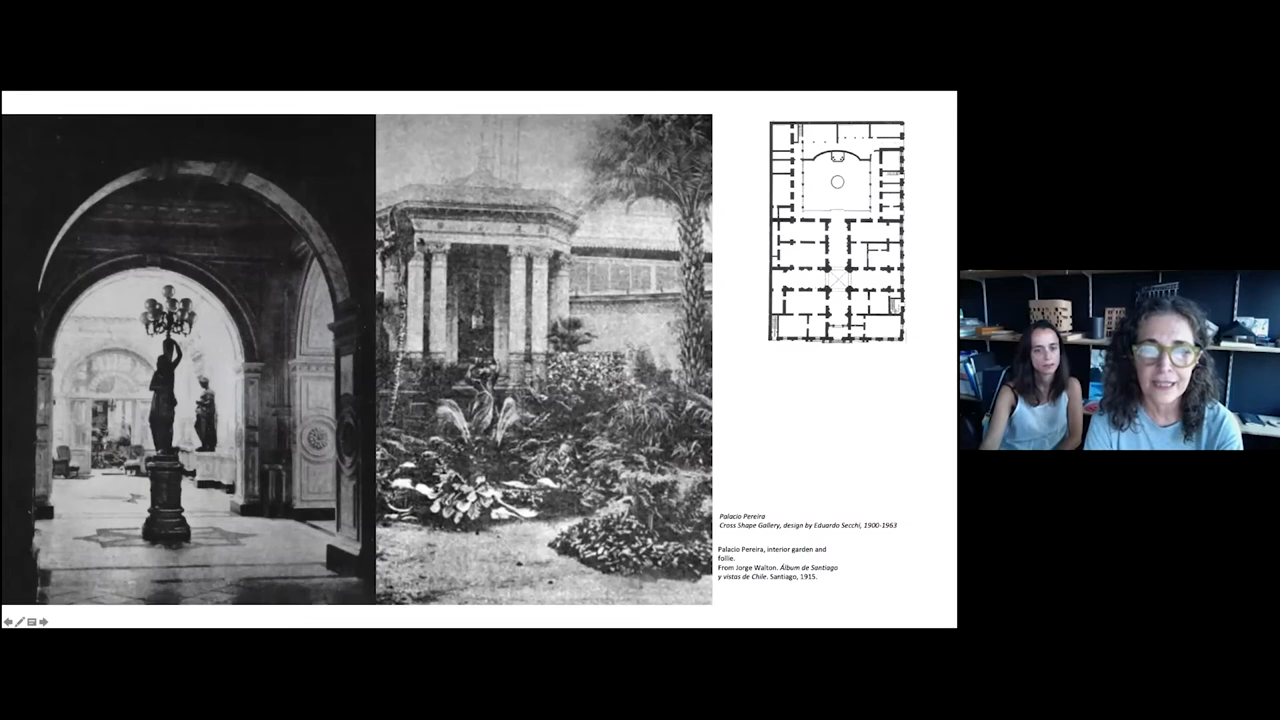 Palacio Pereira
Cross Shape Gallery, design by Eduardo Secchi, 1900-1963
Palacio Pereira, interior garden and
follie.
From Jorge Walton. Álbum de Santiago
y vistas de Chile. Santiago, 1915.